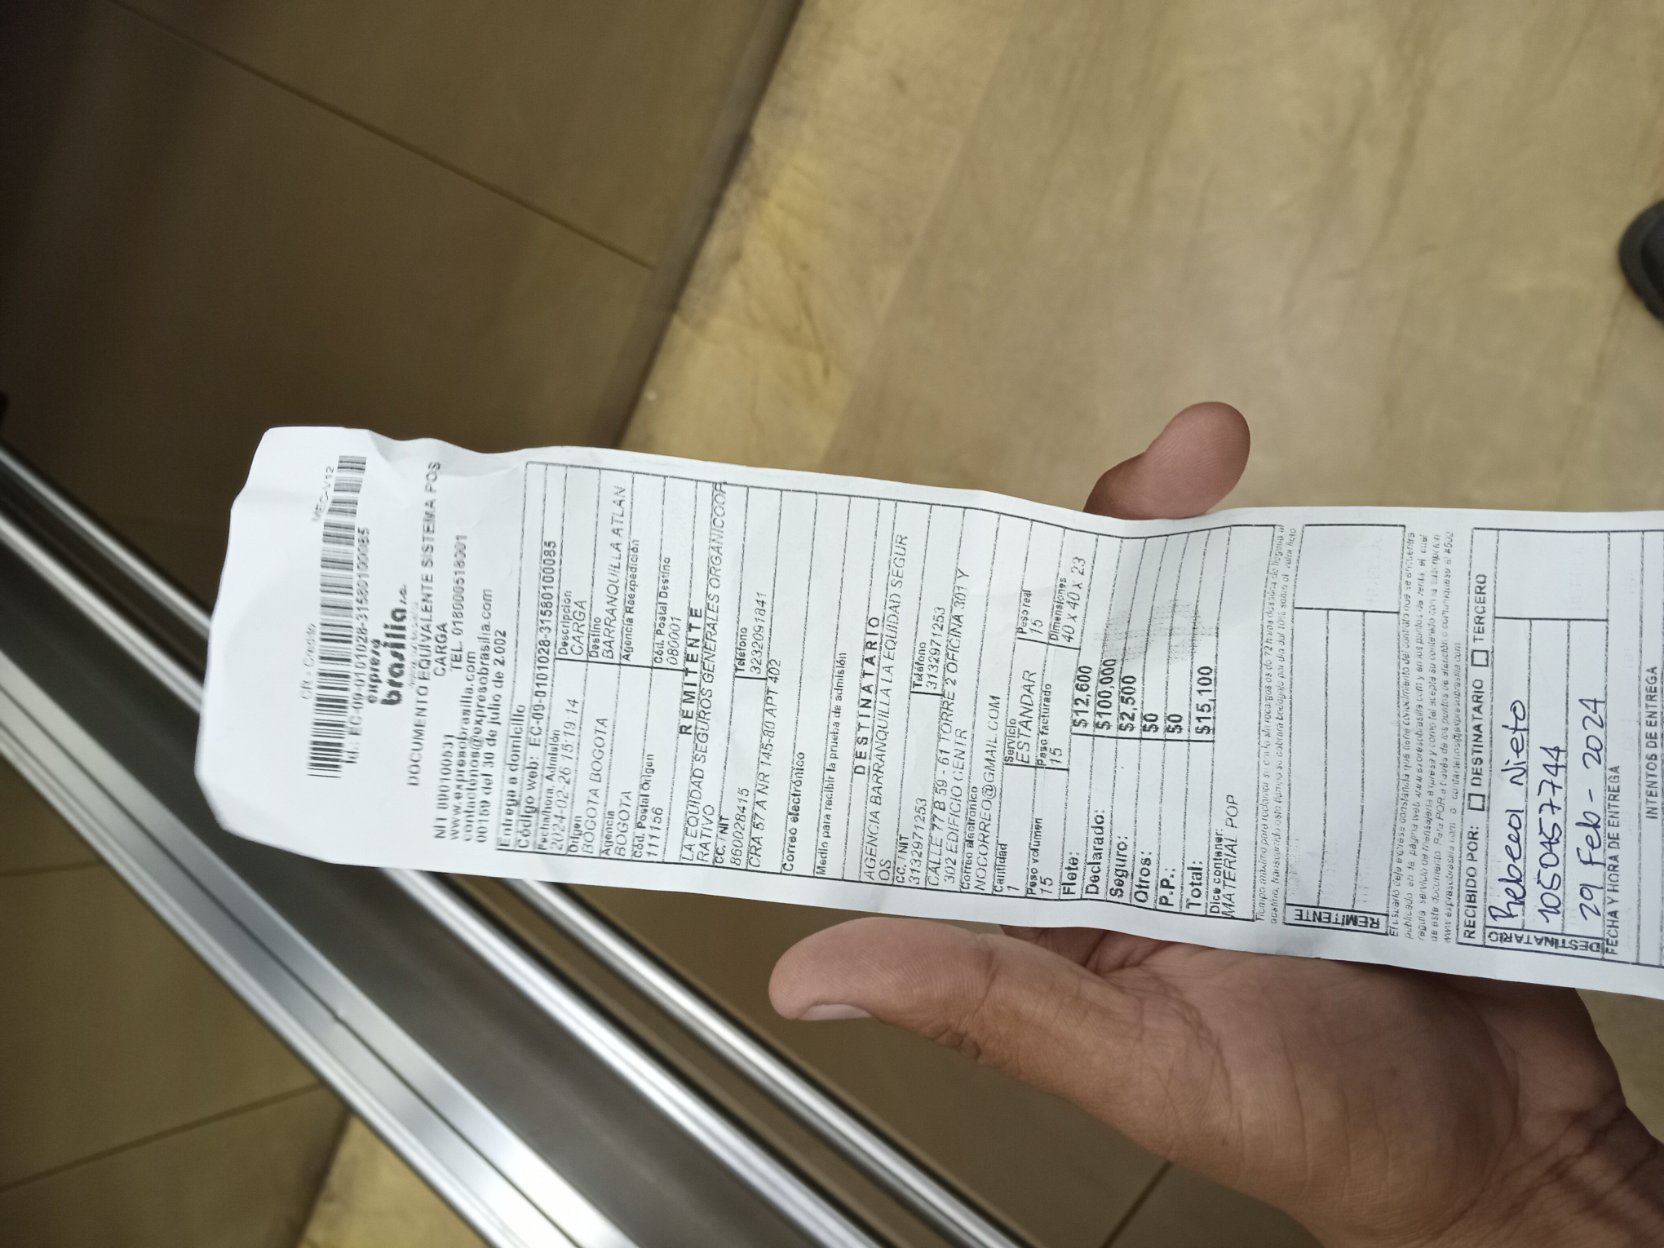 expreso
brasilia s.a.
DOCUMENTO EQUIVALENTE SISTEMA POS
CARGA
NIT 890100531 TEL. 018000518001
www.expresobrasilia.com
contactenos@expresobrasilia.com
00169 del 30 de julio de 2.002
Entrega a domicilio
Código web: EC-09-0101028-31580100085
Fecha/hora. Admisión Descripción
2024-02-26 15:19:14 CARGA
Origen Destino
BOGOTA BOGOTA BARRANQUILLA ATLAN
Agencia Agencia Reexpedición
BOGOTA
Cód. Postal Origen Cód. Postal Destino
111156 080001
REMITENTE
LA EQUIDAD SEGUROS GENERALES ORGANICOOP
RATIVO
CC. / NIT Teléfono
860028415 3232091841
CRA 57 A NR 145-80 APT 402
Correo electrónico
Medio para recibir la prueba de admisión
DESTINATARIO
AGENCIA BARRANQUILLA LA EQUIDAD SEGUR
OS
CC. / NIT Teléfono
3132971253 3132971253
CALLE 77 B 59 - 61 TORRE 2 OFICINA 301 Y
302 EDIFICIO CENTR
Correo electrónico
NOCORREO@GMAIL.COM
Cantidad Servicio Peso real
1 ESTANDAR 15
Peso volumen Peso facturado Dimensiones
15 15 40 x 40 x 23
Flete: $12,600
Declarado: $100,000
Seguro: $2,500
Otros: $0
P.P.: $0
Total: $15,100
Dice contener:
MATERIAL POP
REMITENTE
RECIBIDO POR: DESTINATARIO TERCERO
DESTINATARIO
Nieto
1050457744
29 Feb - 2024
FECHA Y HORA DE ENTREGA
INTENTOS DE ENTREGA